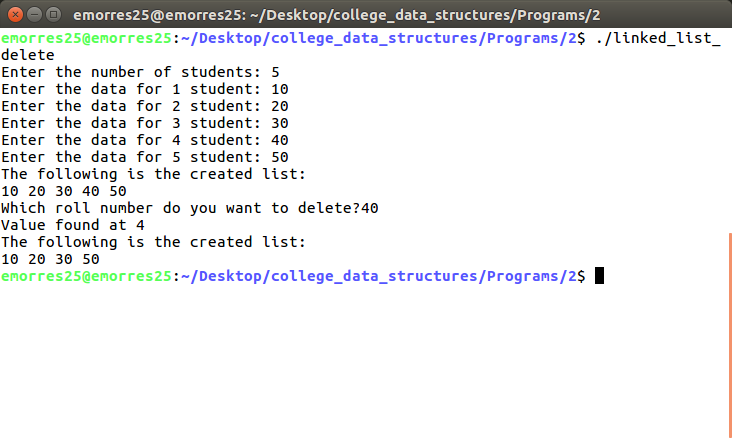 emorres25@emorres25: ~/Desktop/college_data_structures/Programs/2
emorres25@emorres25:~/Desktop/college_data_structures/Programs/2$ ./linked_list_
delete
Enter the number of students: 5
Enter the data for 1 student: 10
Enter the data for 2 student: 20
Enter the data for 3 student: 30
Enter the data for 4 student: 40
Enter the data for 5 student: 50
The following is the created list:
10 20 30 40 50
Which roll number do you want to delete?40
Value found at 4
The following is the created list:
10 20 30 50
emorres25@emorres25:~/Desktop/college_data_structures/Programs/2$